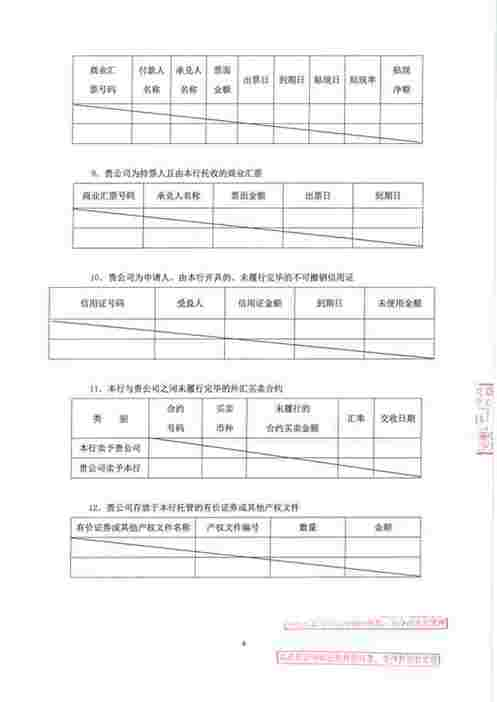 商业汇 付款人 承兑人 票面 出票日 到期日 贴现日 贴现率 贴现
票号码 名称 名称 金额 净额
9、贵公司为持票人且由本行托收的商业汇票
商业汇票号码 承兑人名称 票面金额 出票日 到期日
10、贵公司为申请人、由本行开具的、未履行完毕的不可撤销信用证
信用证号码 受益人 信用证金额 到期日 未使用金额
11、本行与贵公司之间未履行完毕的外汇买卖合约
类 别 合约 买卖 未履行的 汇率 交收日期
号码 币种 合约买卖金额
本行卖予贵公司
贵公司卖予本行
12、贵公司存放于本行托管的有价证券或其他产权文件
有价证券或其他产权文件名称 产权文件编号 数量 金额